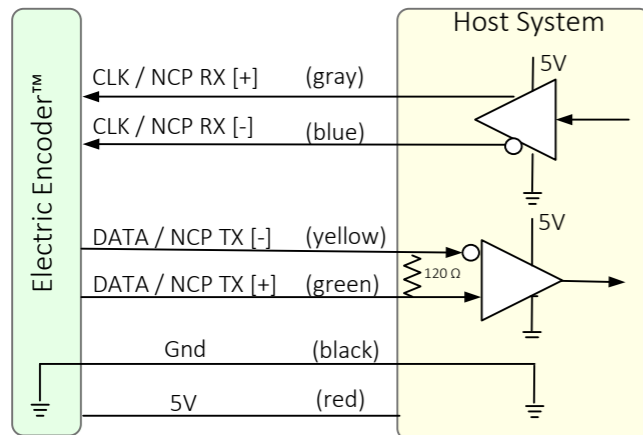 Host System
5V
CLK / NCP RX [+] (gray)
CLK / NCP RX [-] (blue)
Electric Encoder™
5V
DATA / NCP TX [-] (yellow)
120 Ω
DATA / NCP TX [+] (green)
Gnd (black)
5V (red)